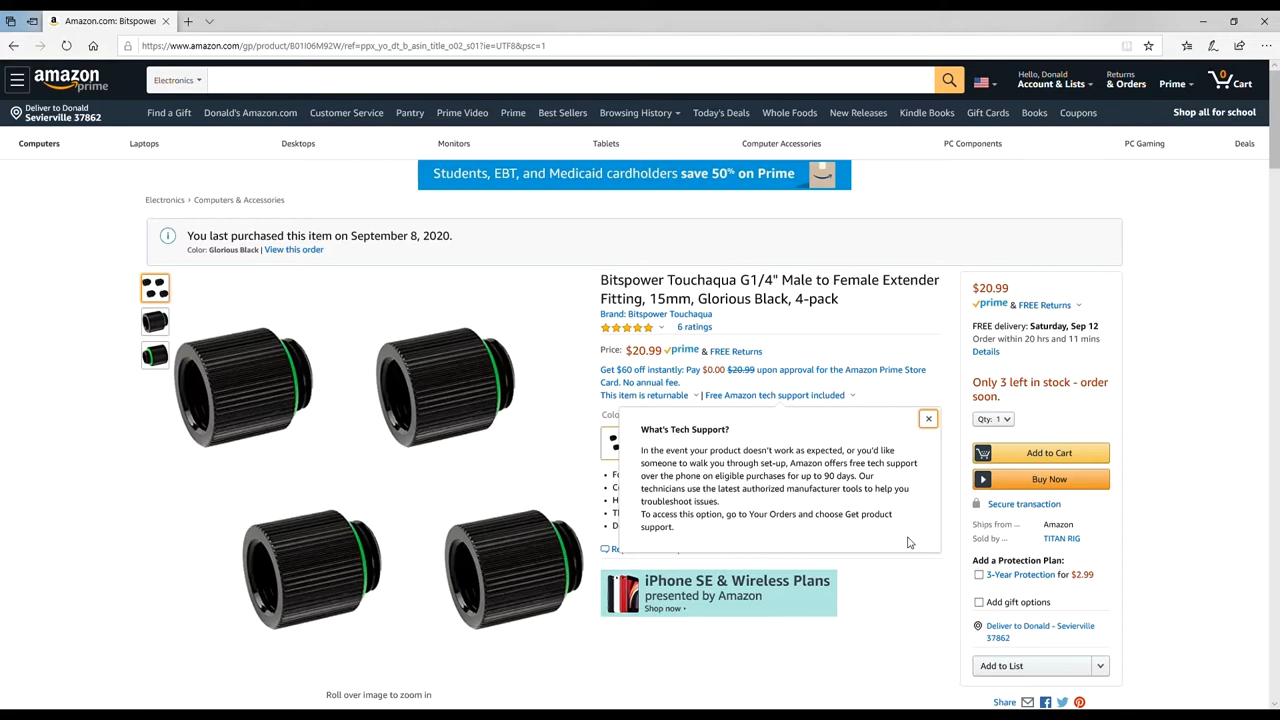 Amazon.com: Bitspower
https://www.amazon.com/gp/product/B01I06M92W/ref=ppx_yo_dt_b_asin_title_o02_s01?ie=UTF8&psc=1
amazon prime
Electronics
Hello, Donald
Account & Lists
Returns
& Orders
Prime
0
Cart
Deliver to Donald
Sevierville 37862
Find a Gift
Donald's Amazon.com
Customer Service
Pantry
Prime Video
Prime
Best Sellers
Browsing History
Today's Deals
Whole Foods
New Releases
Kindle Books
Gift Cards
Books
Coupons
Shop all for school
Computers
Laptops
Desktops
Monitors
Tablets
Computer Accessories
PC Components
PC Gaming
Deals
Students, EBT, and Medicaid cardholders save 50% on Prime
Electronics › Computers & Accessories
You last purchased this item on September 8, 2020.
Color: Glorious Black | View this order
Bitspower Touchaqua G1/4" Male to Female Extender
Fitting, 15mm, Glorious Black, 4-pack
Brand: Bitspower Touchaqua
6 ratings
Price: $20.99 prime & FREE Returns
Get $60 off instantly: Pay $0.00 $20.99 upon approval for the Amazon Prime Store
Card. No annual fee.
This item is returnable | Free Amazon tech support included
What's Tech Support?
In the event your product doesn't work as expected, or you'd like
someone to walk you through set-up, Amazon offers free tech support
over the phone on eligible purchases for up to 90 days. Our
technicians use the latest authorized manufacturer tools to help you
troubleshoot issues.
To access this option, go to Your Orders and choose Get product
support.
iPhone SE & Wireless Plans
presented by Amazon
Shop now ›
Roll over image to zoom in
$20.99
prime & FREE Returns
FREE delivery: Saturday, Sep 12
Order within 20 hrs and 11 mins
Details
Only 3 left in stock - order
soon.
Qty: 1
Add to Cart
Buy Now
Secure transaction
Ships from ... Amazon
Sold by ... TITAN RIG
Add a Protection Plan:
3-Year Protection for $2.99
Add gift options
Deliver to Donald - Sevierville
37862
Add to List
Share